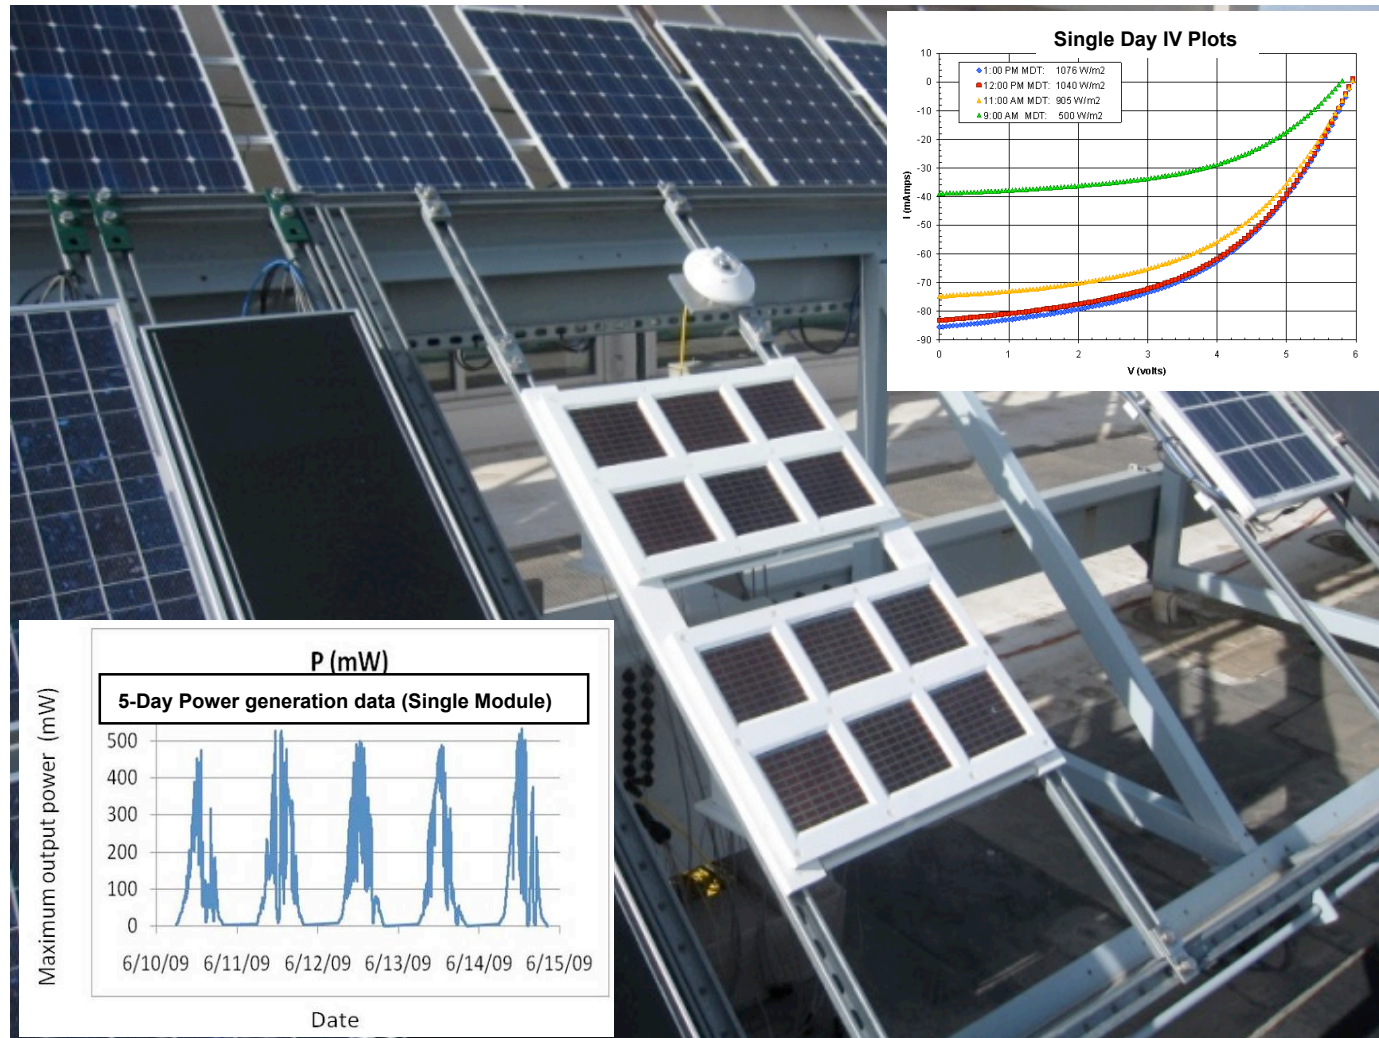 Single Day IV Plots
10
0
-10
-20
-30
-40
-50
-60
-70
-80
-90
I (mAmps)
1:00 PM MDT: 1076 W/m2
12:00 PM MDT: 1040 W/m2
11:00 AM MDT: 905 W/m2
9:00 AM MDT: 500 W/m2
0 1 2 3 4 5 6
V (volts)
P (mW)
5-Day Power generation data (Single Module)
Maximum output power (mW)
500
400
300
200
100
0
6/10/09 6/11/09 6/12/09 6/13/09 6/14/09 6/15/09
Date